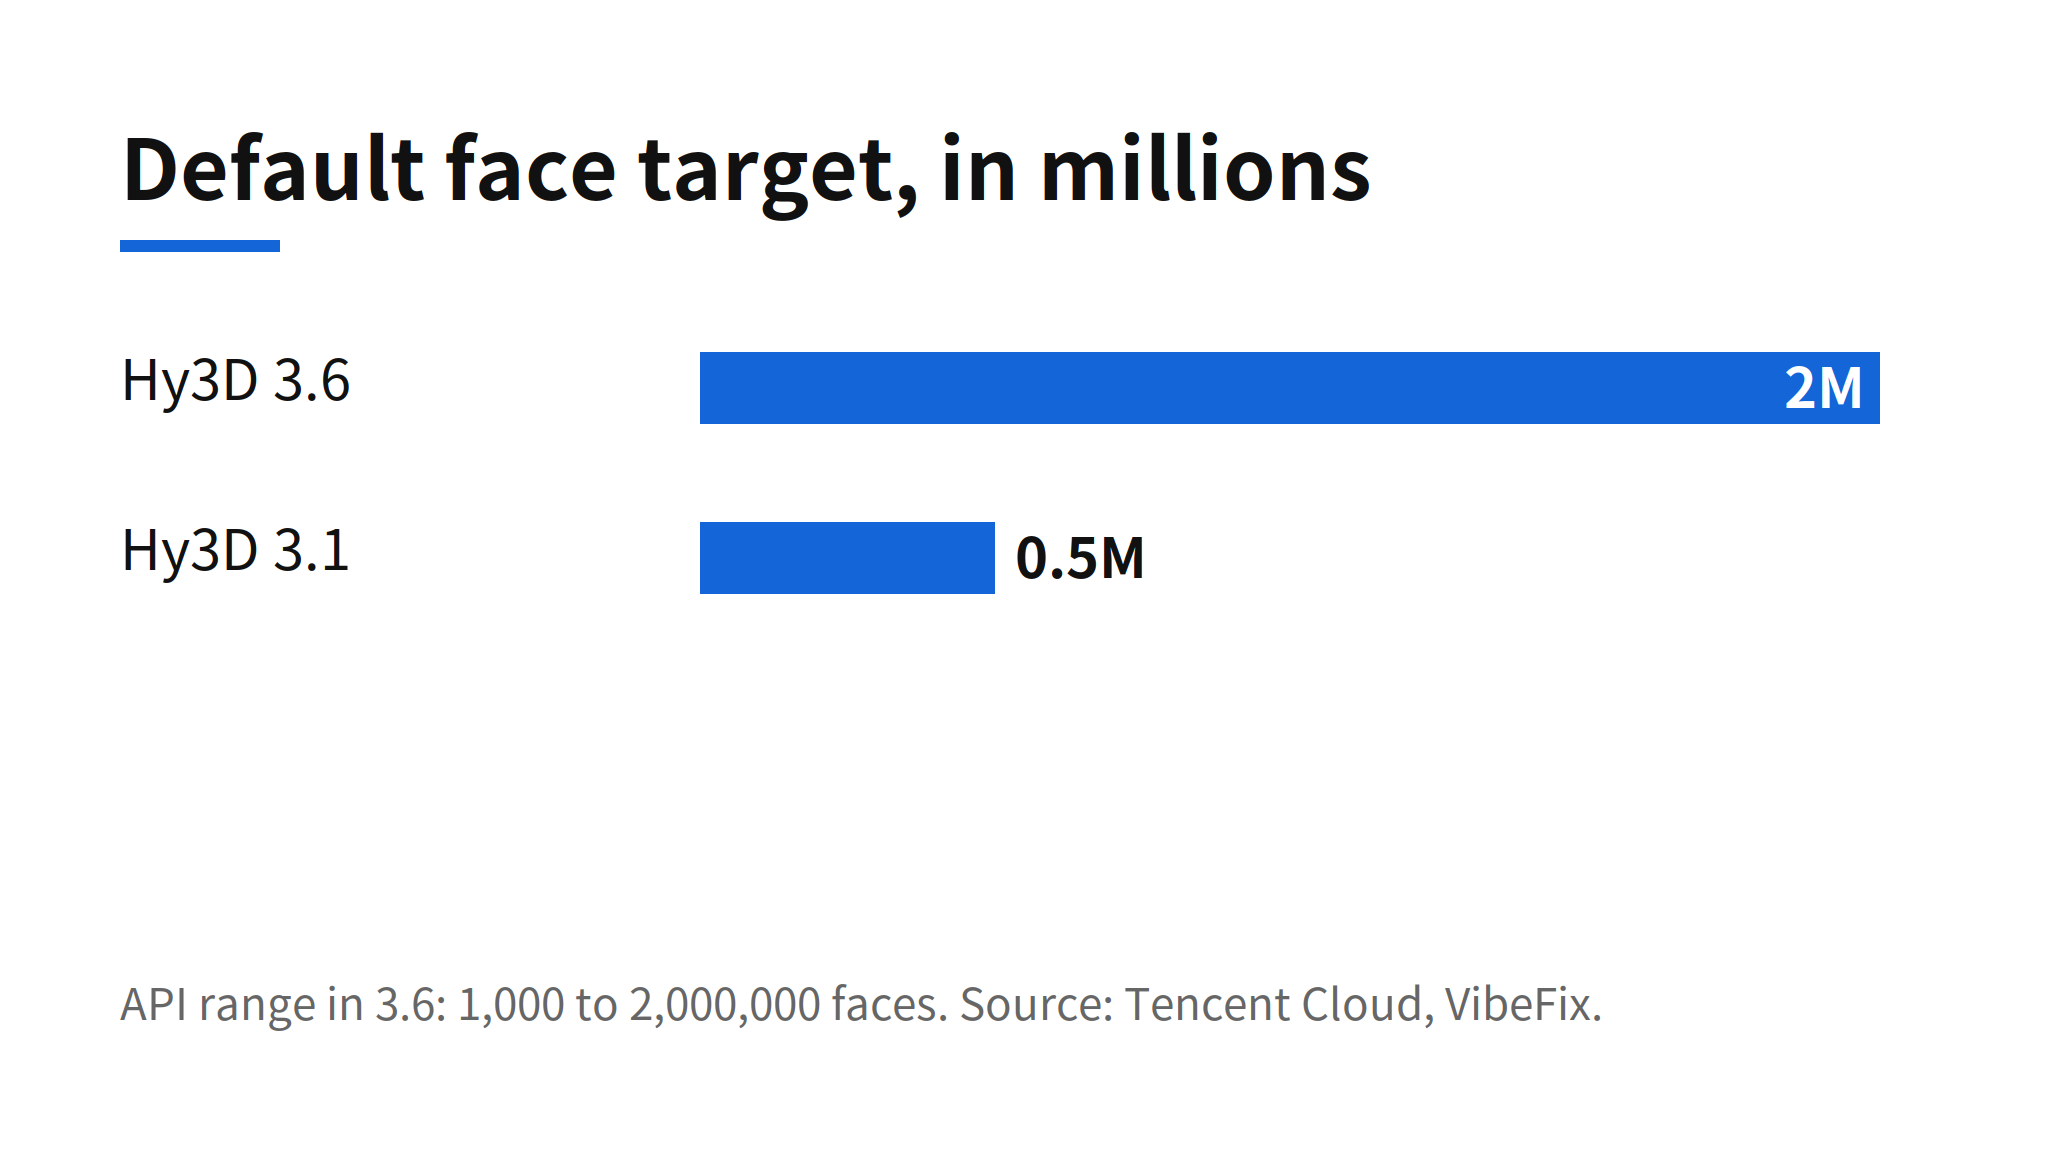 Default face target, in millions
Hy3D 3.6
2M
Hy3D 3.1
0.5M
API range in 3.6: 1,000 to 2,000,000 faces. Source: Tencent Cloud, VibeFix.